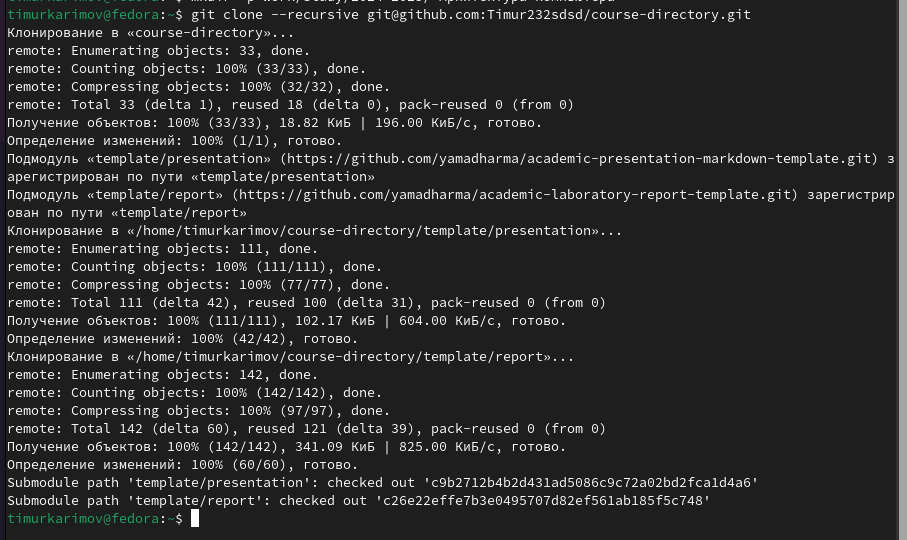 timurkarimov@fedora:~$ git clone --recursive git@github.com:Timur232sdsd/course-directory.git
Клонирование в «course-directory»...
remote: Enumerating objects: 33, done.
remote: Counting objects: 100% (33/33), done.
remote: Compressing objects: 100% (32/32), done.
remote: Total 33 (delta 1), reused 18 (delta 0), pack-reused 0 (from 0)
Получение объектов: 100% (33/33), 18.82 КиБ | 196.00 КиБ/с, готово.
Определение изменений: 100% (1/1), готово.
Подмодуль «template/presentation» (https://github.com/yamadharma/academic-presentation-markdown-template.git) з
арегистрирован по пути «template/presentation»
Подмодуль «template/report» (https://github.com/yamadharma/academic-laboratory-report-template.git) зарегистрир
ован по пути «template/report»
Клонирование в «/home/timurkarimov/course-directory/template/presentation»...
remote: Enumerating objects: 111, done.
remote: Counting objects: 100% (111/111), done.
remote: Compressing objects: 100% (77/77), done.
remote: Total 111 (delta 42), reused 100 (delta 31), pack-reused 0 (from 0)
Получение объектов: 100% (111/111), 102.17 КиБ | 604.00 КиБ/с, готово.
Определение изменений: 100% (42/42), готово.
Клонирование в «/home/timurkarimov/course-directory/template/report»...
remote: Enumerating objects: 142, done.
remote: Counting objects: 100% (142/142), done.
remote: Compressing objects: 100% (97/97), done.
remote: Total 142 (delta 60), reused 121 (delta 39), pack-reused 0 (from 0)
Получение объектов: 100% (142/142), 341.09 КиБ | 825.00 КиБ/с, готово.
Определение изменений: 100% (60/60), готово.
Submodule path 'template/presentation': checked out 'c9b2712b4b2d431ad5086c9c72a02bd2fca1d4a6'
Submodule path 'template/report': checked out 'c26e22effe7b3e0495707d82ef561ab185f5c748'
timurkarimov@fedora:~$